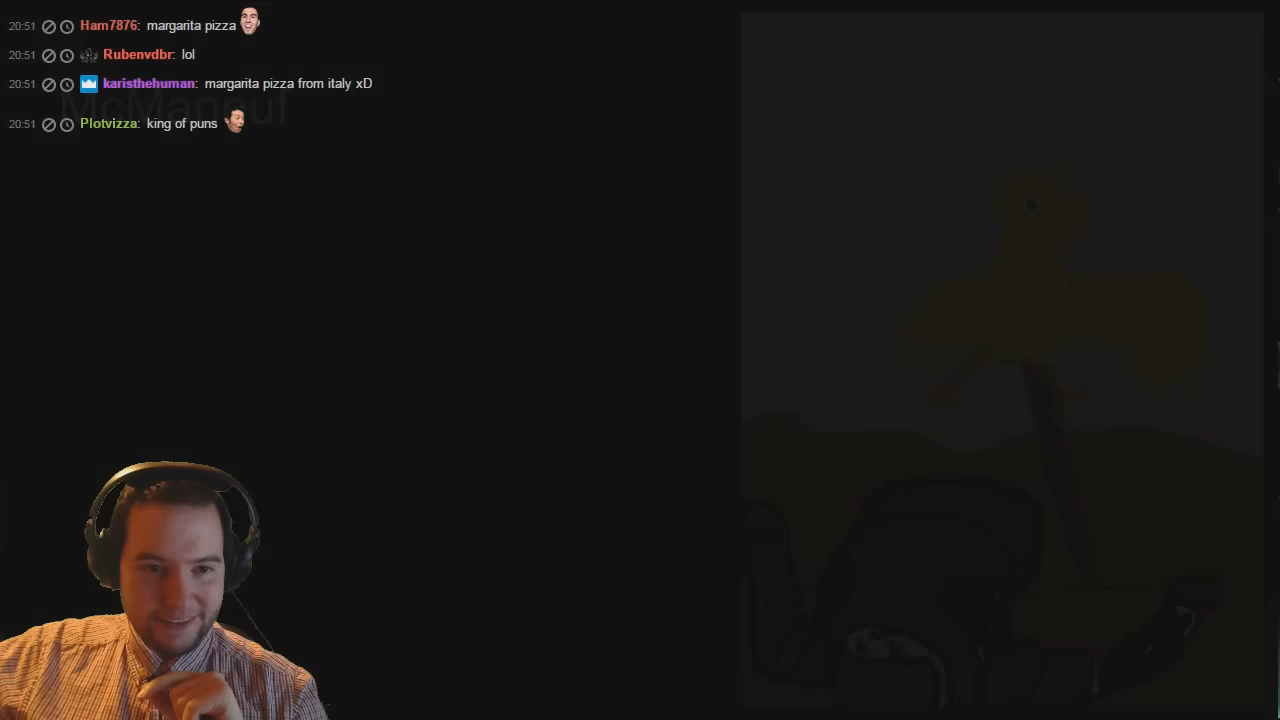 20:51 Ham7876: margarita pizza
20:51 Rubenvdbr: lol
20:51 karisthehuman: margarita pizza from italy xD
20:51 Plotvizza: king of puns